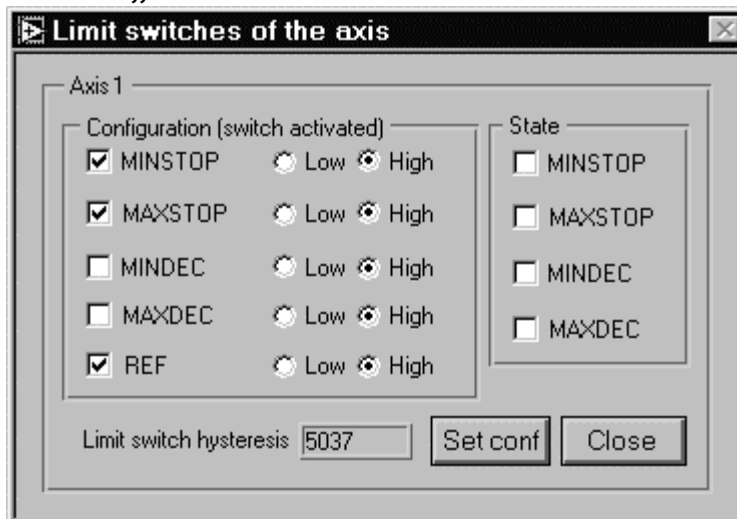 Limit switches of the axis
Axis 1
Configuration (switch activated)
MINSTOP Low High
MAXSTOP Low High
MINDEC Low High
MAXDEC Low High
REF Low High
State
MINSTOP
MAXSTOP
MINDEC
MAXDEC
Limit switch hysteresis 5037 Set conf Close